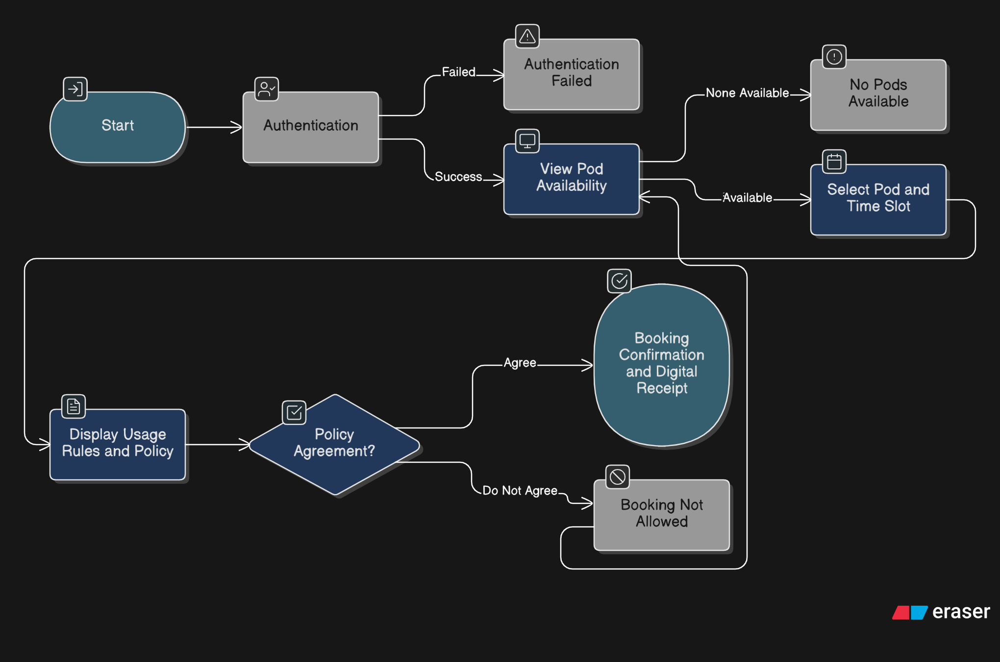 Start
Authentication
Failed
Authentication
Failed
Success
View Pod
Availability
None Available
No Pods
Available
Available
Select Pod and
Time Slot
Display Usage
Rules and Policy
Policy
Agreement?
Agree
Booking
Confirmation
and Digital
Receipt
Do Not Agree
Booking Not
Allowed
eraser